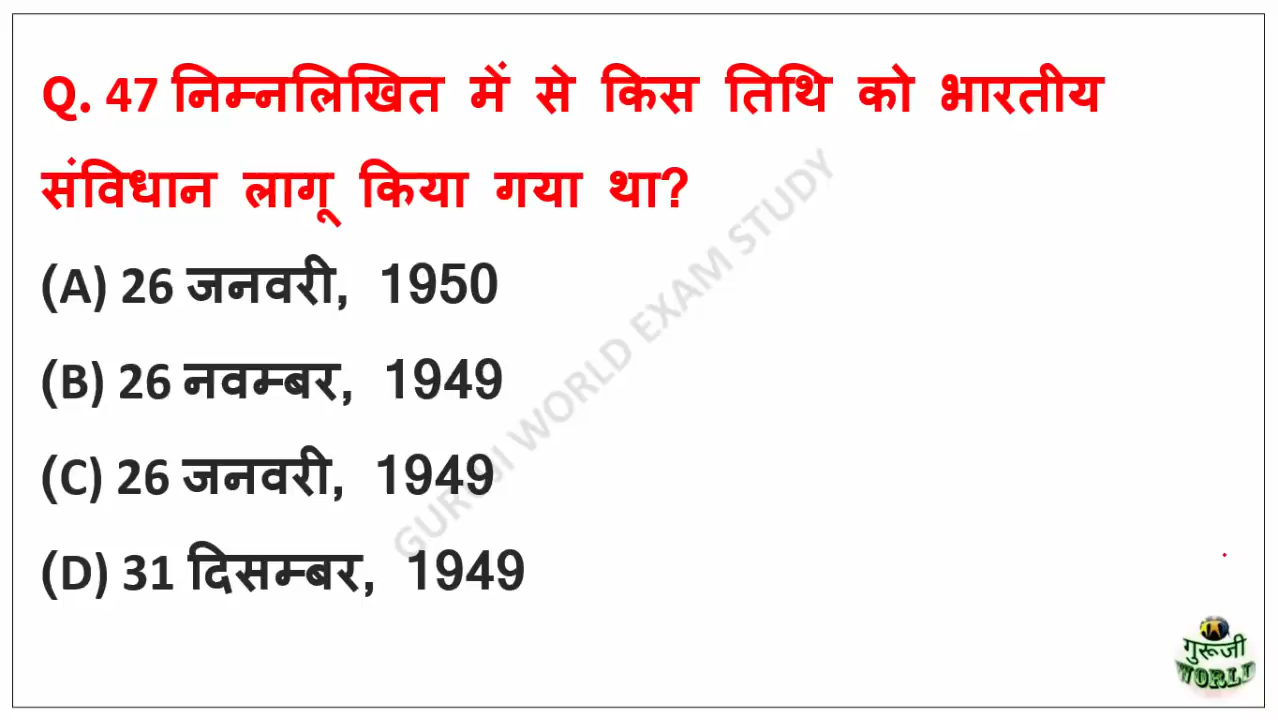 Q. 47 निम्नलिखित में से किस तिथि को भारतीय
संविधान लागू किया गया था?
(A) 26 जनवरी, 1950
(B) 26 नवम्बर, 1949
(C) 26 जनवरी, 1949
(D) 31 दिसम्बर, 1949
GURUJI WORLD EXAM STUDY
गुरूजी
WORLD